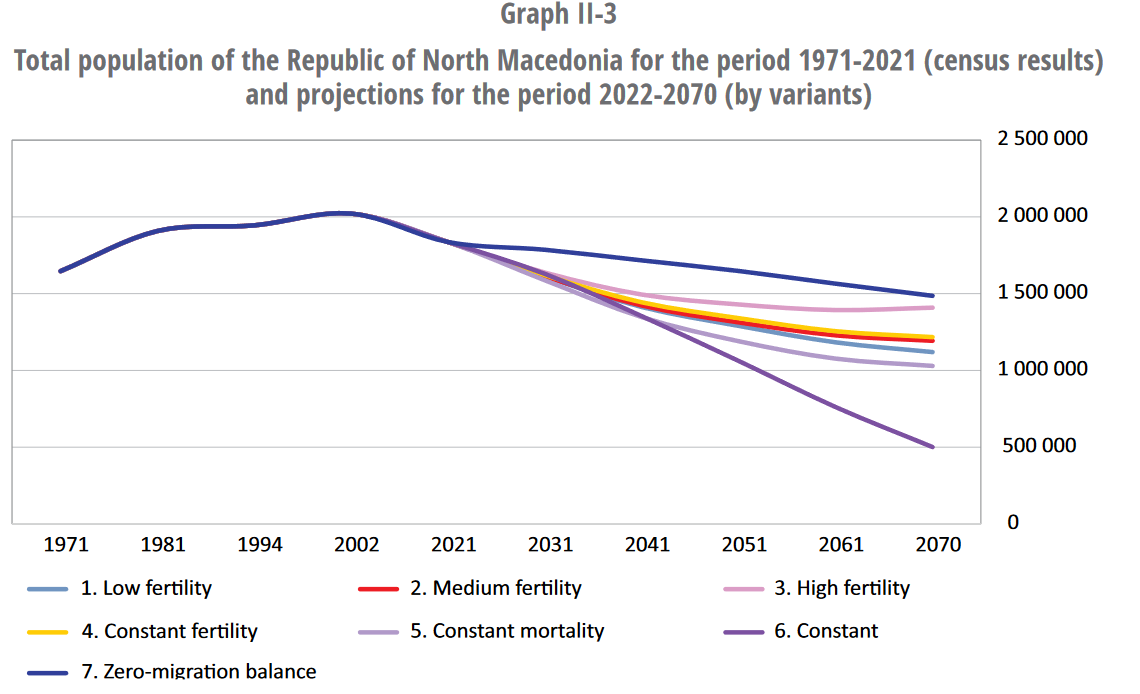 Graph II-3
Total population of the Republic of North Macedonia for the period 1971-2021 (census results)
and projections for the period 2022-2070 (by variants)
2 500 000
2 000 000
1 500 000
1 000 000
500 000
0
1971 1981 1994 2002 2021 2031 2041 2051 2061 2070
1. Low fertility 2. Medium fertility 3. High fertility
4. Constant fertility 5. Constant mortality 6. Constant
7. Zero-migration balance